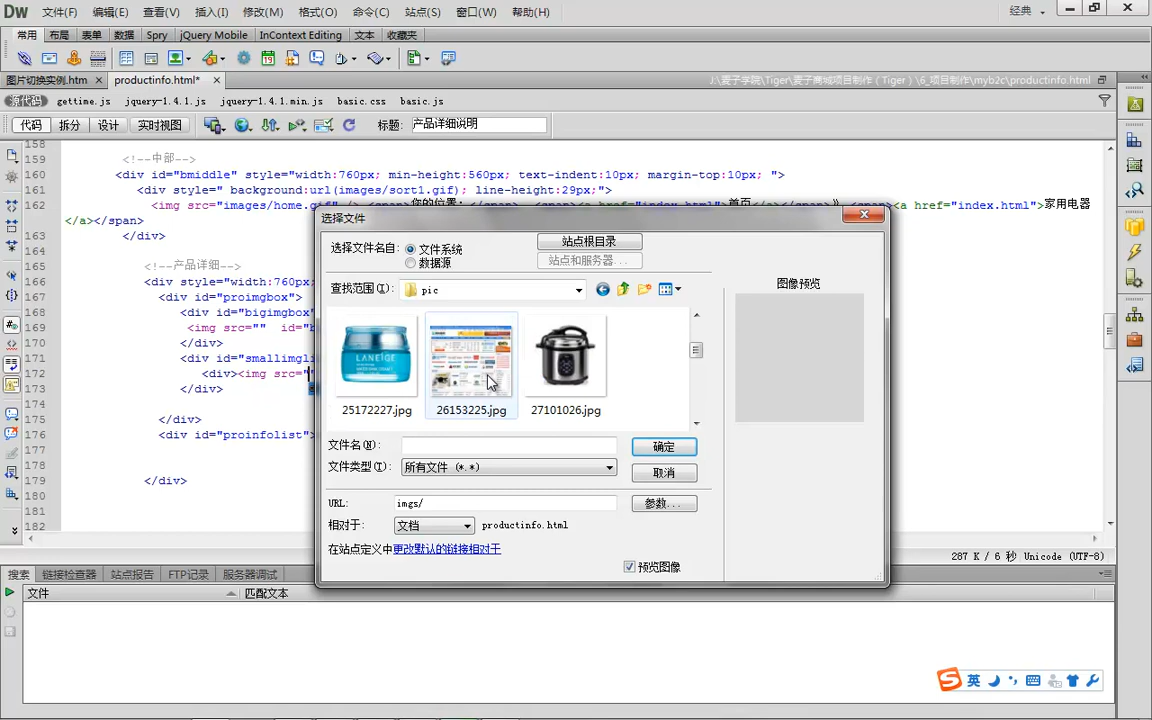 Dw 文件(F) 编辑(E) 查看(V) 插入(I) 修改(M) 格式(O) 命令(C) 站点(S) 窗口(W) 帮助(H) 经典
常用 布局 表单 数据 Spry jQuery Mobile InContext Editing 文本 收藏夹
图片切换实例.htm productinfo.html* J:\麦子学院\Tiger\麦子商城项目制作（Tiger）\6_项目制作\myb2c\productinfo.html
源代码 gettime.js jquery-1.4.1.js jquery-1.4.1.min.js basic.css basic.js
代码 拆分 设计 实时视图 标题: 产品详细说明
158
159 <!--中部-->
160 <div id="bmiddle" style="width:760px; min-height:560px; text-indent:10px; margin-top:10px; ">
161 <div style=" background:url(images/sort1.gif); line-height:29px;">
162 <img src="images/home.gif" /> <span>你的位置: </span> <span><a href="index.html">首页</a>》 <span><a href="index.html">家用电器
</a></span>
163 </div>
164
165 <!--产品详细-->
166 <div style="width:760px;
167 <div id="proimgbox">
168 <div id="bigimgbox"
169 <img src="" id="b
170 </div>
171 <div id="smallimgli
172 <div><img src="
173 </div>
174
175 </div>
176 <div id="proinfolist">
177
178
179 </div>
180
181
182
选择文件
选择文件名自: 文件系统 站点根目录
数据源 站点和服务器...
查找范围(I): pic
图像预览
LANEIGE
25172227.jpg 26153225.jpg 27101026.jpg
文件名(N): 确定
文件类型(T): 所有文件 (*.*) 取消
URL: imgs/ 参数...
相对于: 文档 productinfo.html
在站点定义中更改默认的链接相对于
预览图像
287 K / 6 秒 Unicode (UTF-8)
搜索 链接检查器 站点报告 FTP记录 服务器调试
文件 匹配文本
S 英